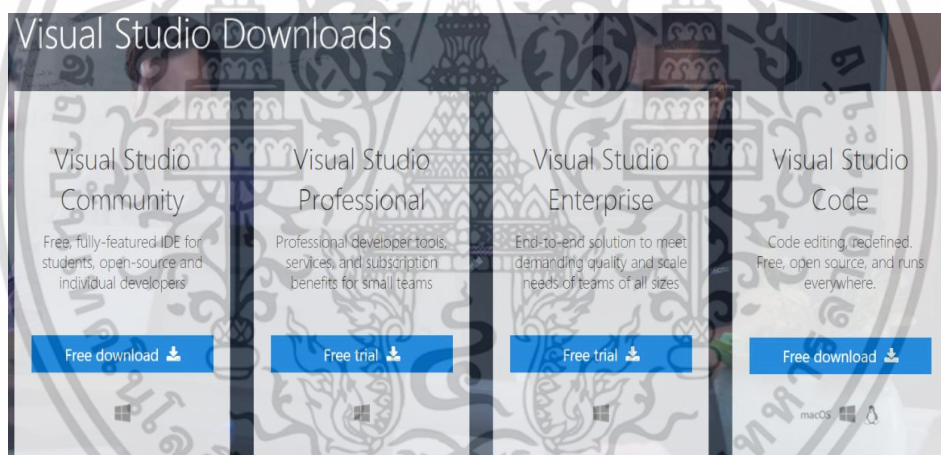 Visual Studio Downloads
Visual Studio
Community
Free, fully-featured IDE for
students, open-source and
individual developers
Free download
Visual Studio
Professional
Professional developer tools,
services, and subscription
benefits for small teams
Free trial
Visual Studio
Enterprise
End-to-end solution to meet
demanding quality and scale
needs of teams of all sizes
Free trial
Visual Studio
Code
Code editing, redefined.
Free, open source, and runs
everywhere.
Free download
macOS